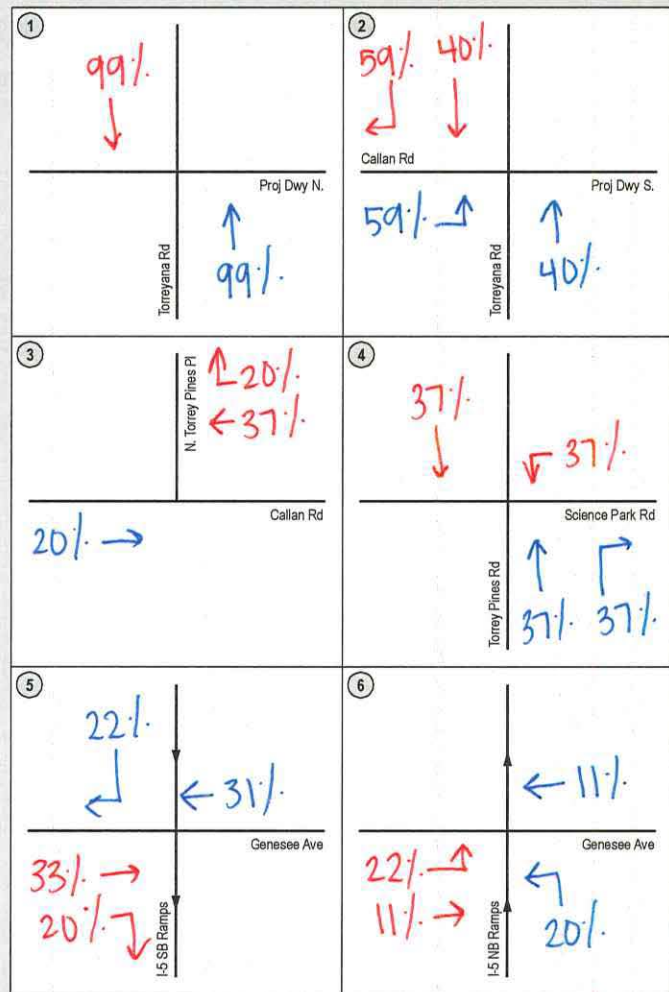 1
99%
Proj Dwy N.
Torreyana Rd
99%
2
59% 40%
Callan Rd
Proj Dwy S.
59%
Torreyana Rd
40%
3
N. Torrey Pines Pl
20%
37%
Callan Rd
20%
4
37%
37%
Science Park Rd
Torrey Pines Rd
37% 37%
5
22%
31%
Genesee Ave
33%
20%
I-5 SB Ramps
6
11%
Genesee Ave
22%
11%
I-5 NB Ramps
20%